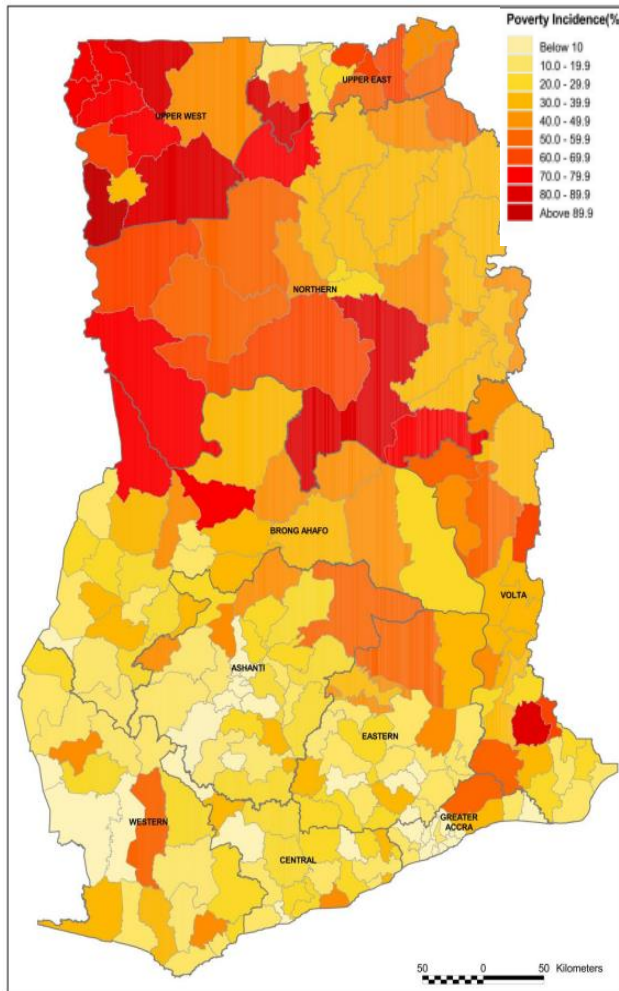 Poverty Incidence(%
Below 10
10.0 - 19.9
20.0 - 29.9
30.0 - 39.9
40.0 - 49.9
50.0 - 59.9
60.0 - 69.9
70.0 - 79.9
80.0 - 89.9
Above 89.9
UPPER EAST
UPPER WEST
NORTHERN
BRONG AHAFO
VOLTA
ASHANTI
EASTERN
WESTERN
GREATER
ACCRA
CENTRAL
50 0 50 Kilometers